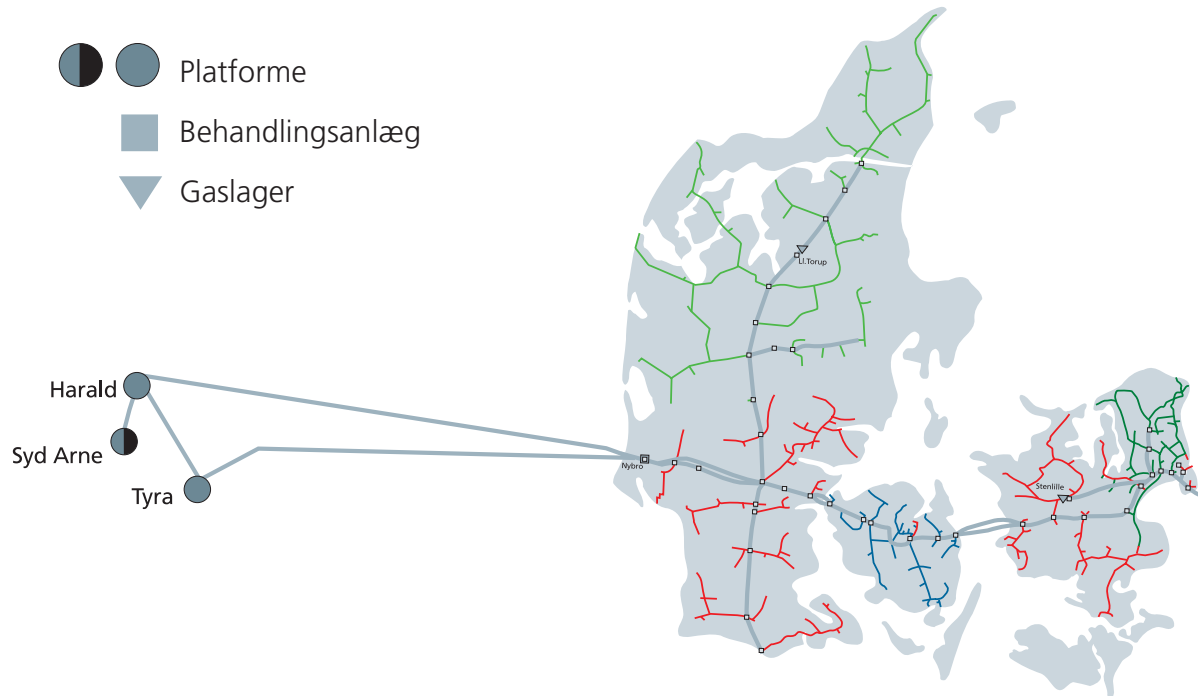 Platforme
Behandlingsanlæg
Gaslager
Ll.Torup
Harald
Syd Arne
Tyra
Nybro
Stenlille